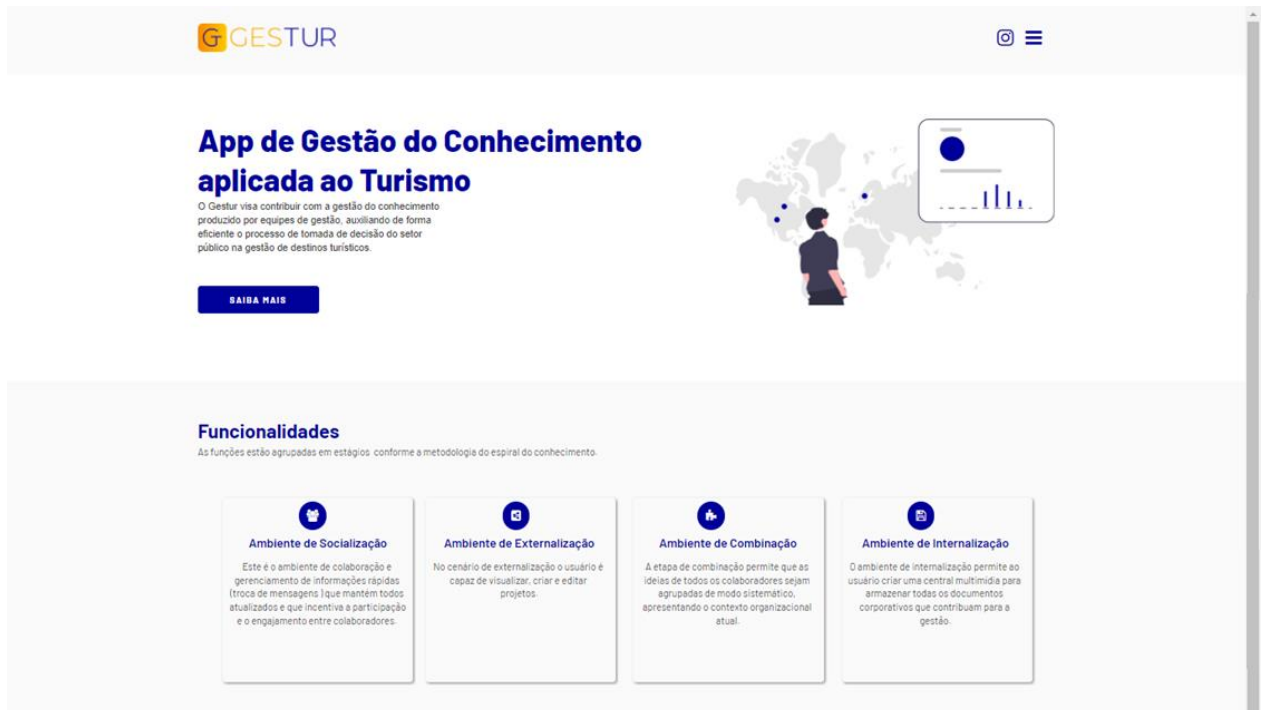 GESTUR
App de Gestão do Conhecimento
aplicada ao Turismo
O Gestur visa contribuir com a gestão do conhecimento
produzido por equipes de gestão, auxiliando de forma
eficiente o processo de tomada de decisão do setor
público na gestão de destinos turísticos.
SAIBA MAIS
Funcionalidades
As funções estão agrupadas em estágios conforme a metodologia do espiral do conhecimento.
Ambiente de Socialização
Este é o ambiente de colaboração e
gerenciamento de informações rápidas
(troca de mensagens ) que mantém todos
atualizados e que incentiva a participação
e o engajamento entre colaboradores.
Ambiente de Externalização
No cenário de externalização o usuário é
capaz de visualizar, criar e editar
projetos.
Ambiente de Combinação
A etapa de combinação permite que as
ideias de todos os colaboradores sejam
agrupadas de modo sistemático,
apresentando o contexto organizacional
atual.
Ambiente de Internalização
O ambiente de internalização permite ao
usuário criar uma central multimídia para
armazenar todas os documentos
corporativos que contribuam para a
gestão.